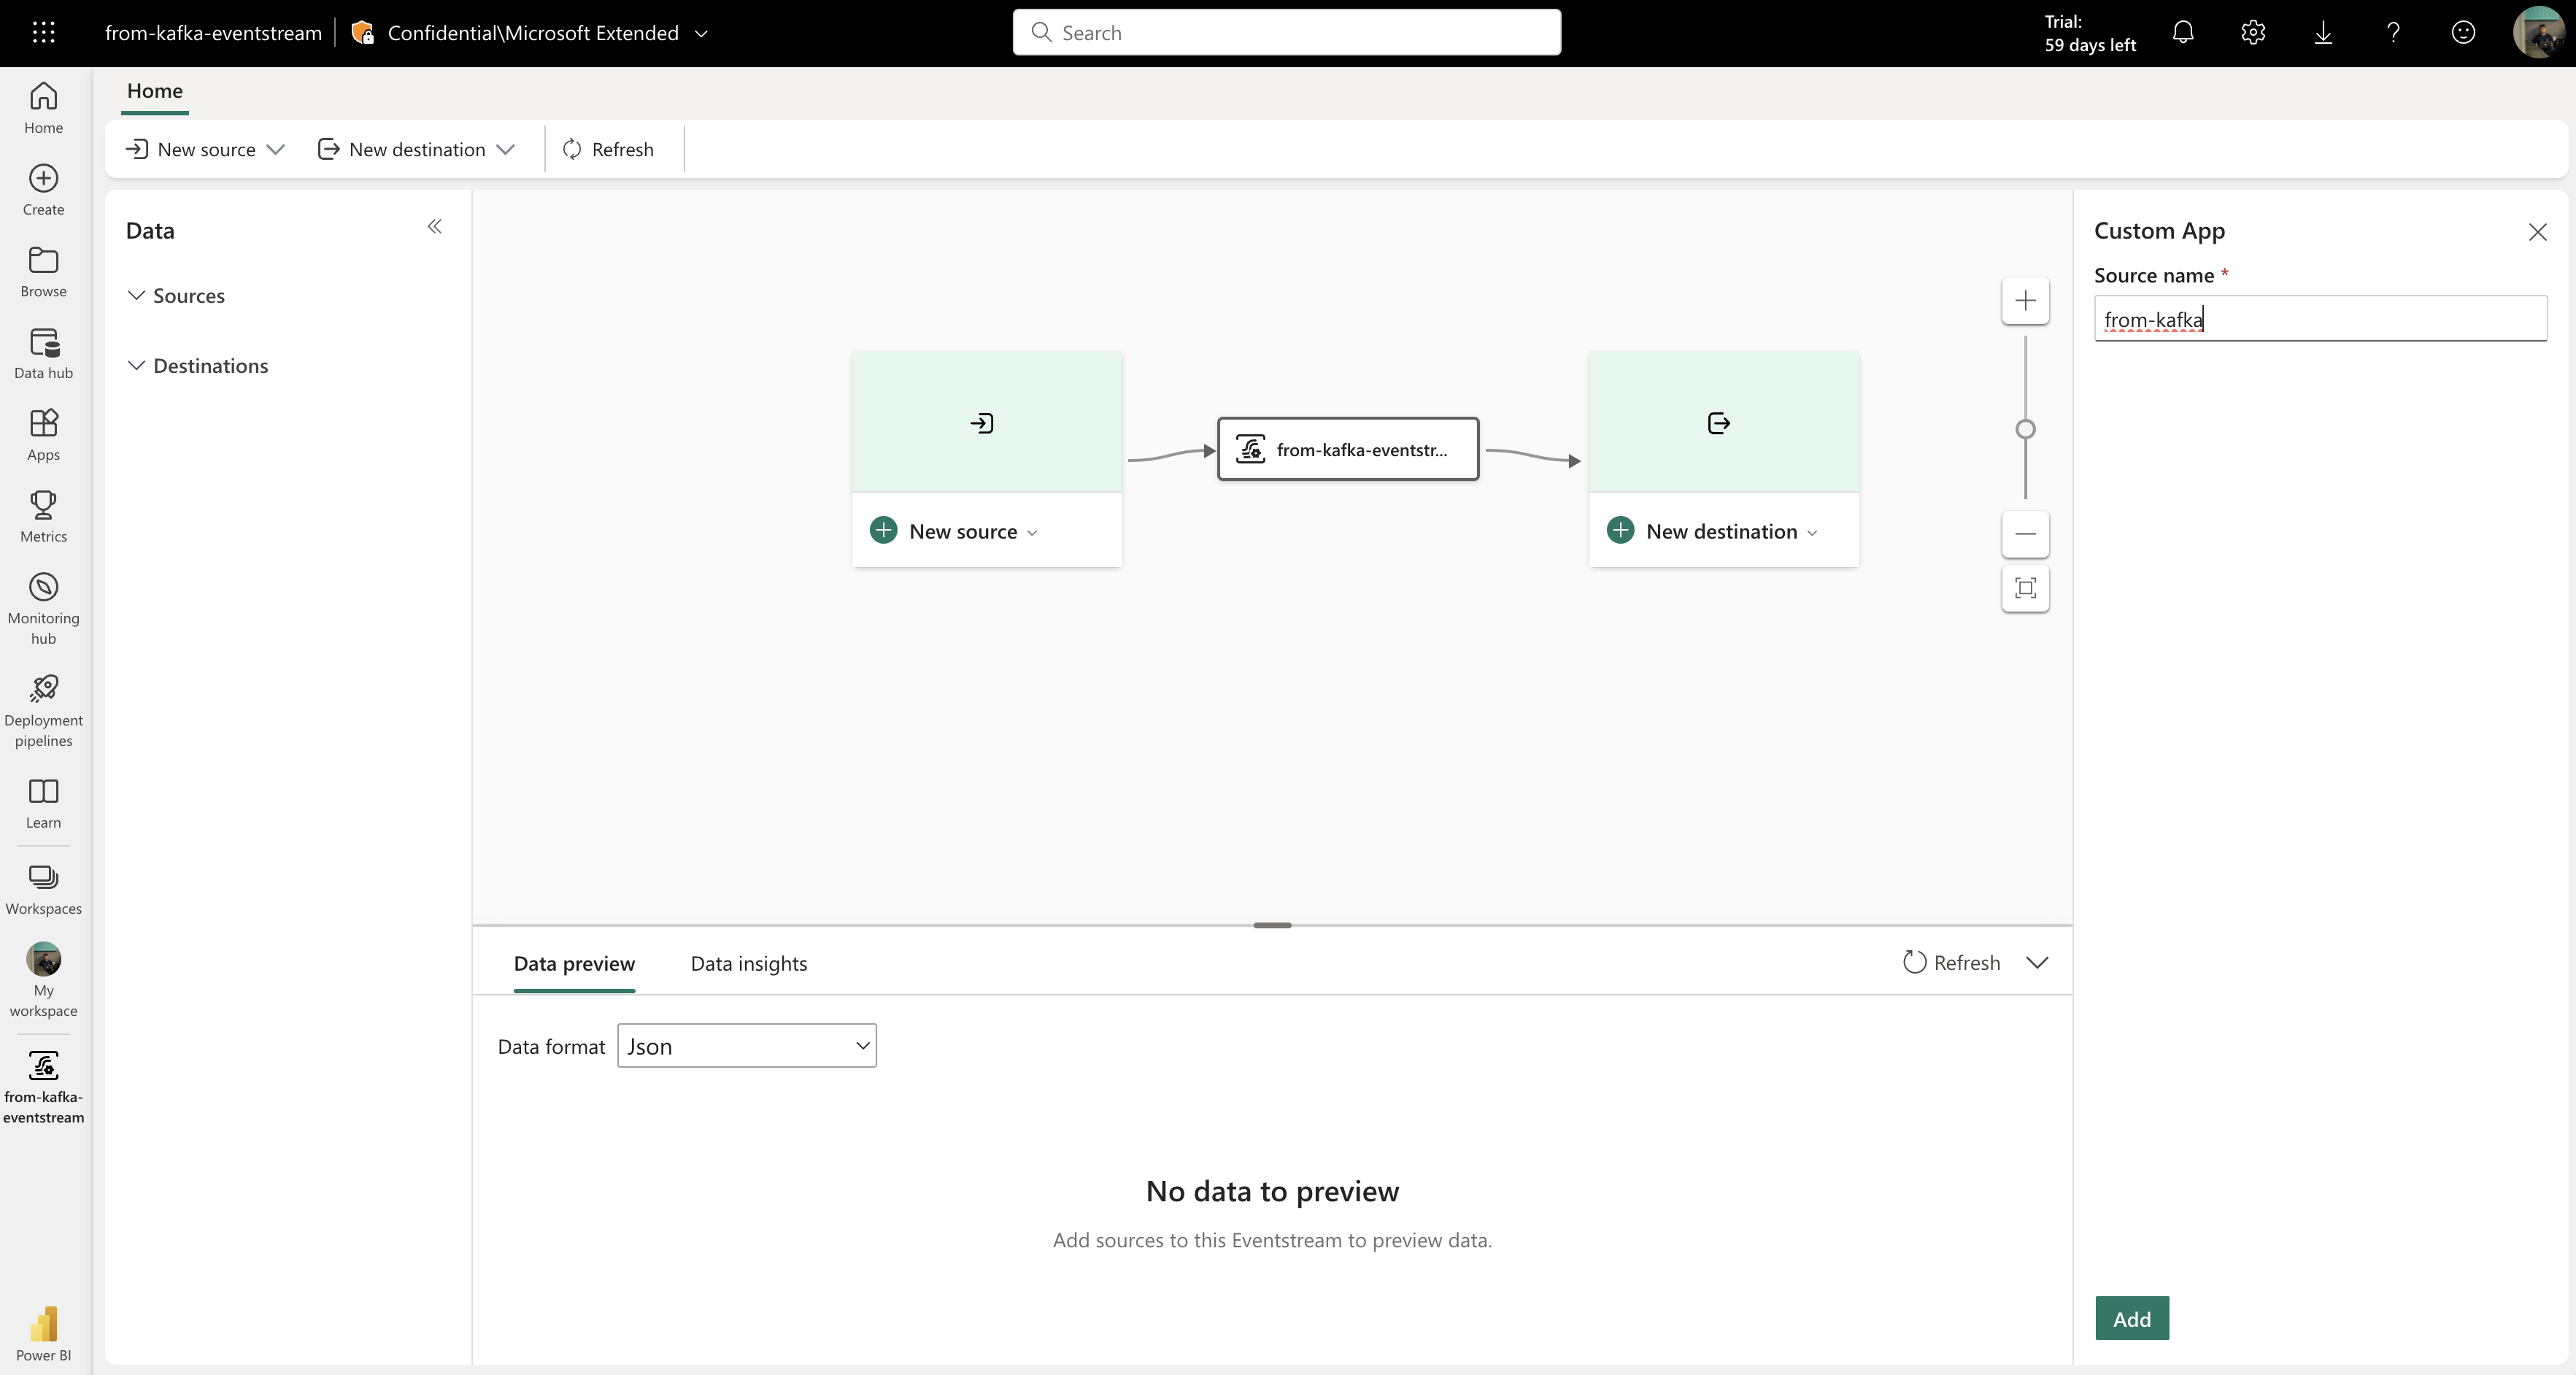 from-kafka-eventstream
Confidential\Microsoft Extended
Search
Trial:
59 days left
Home
Home
Create
Browse
Data hub
Apps
Metrics
Monitoring
hub
Deployment
pipelines
Learn
Workspaces
My
workspace
from-kafka-
eventstream
Power BI
New source
New destination
Refresh
Data
Sources
Destinations
New source
from-kafka-eventstr...
New destination
Data preview
Data insights
Refresh
Data format
Json
No data to preview
Add sources to this Eventstream to preview data.
Custom App
Source name *
from-kafka
Add